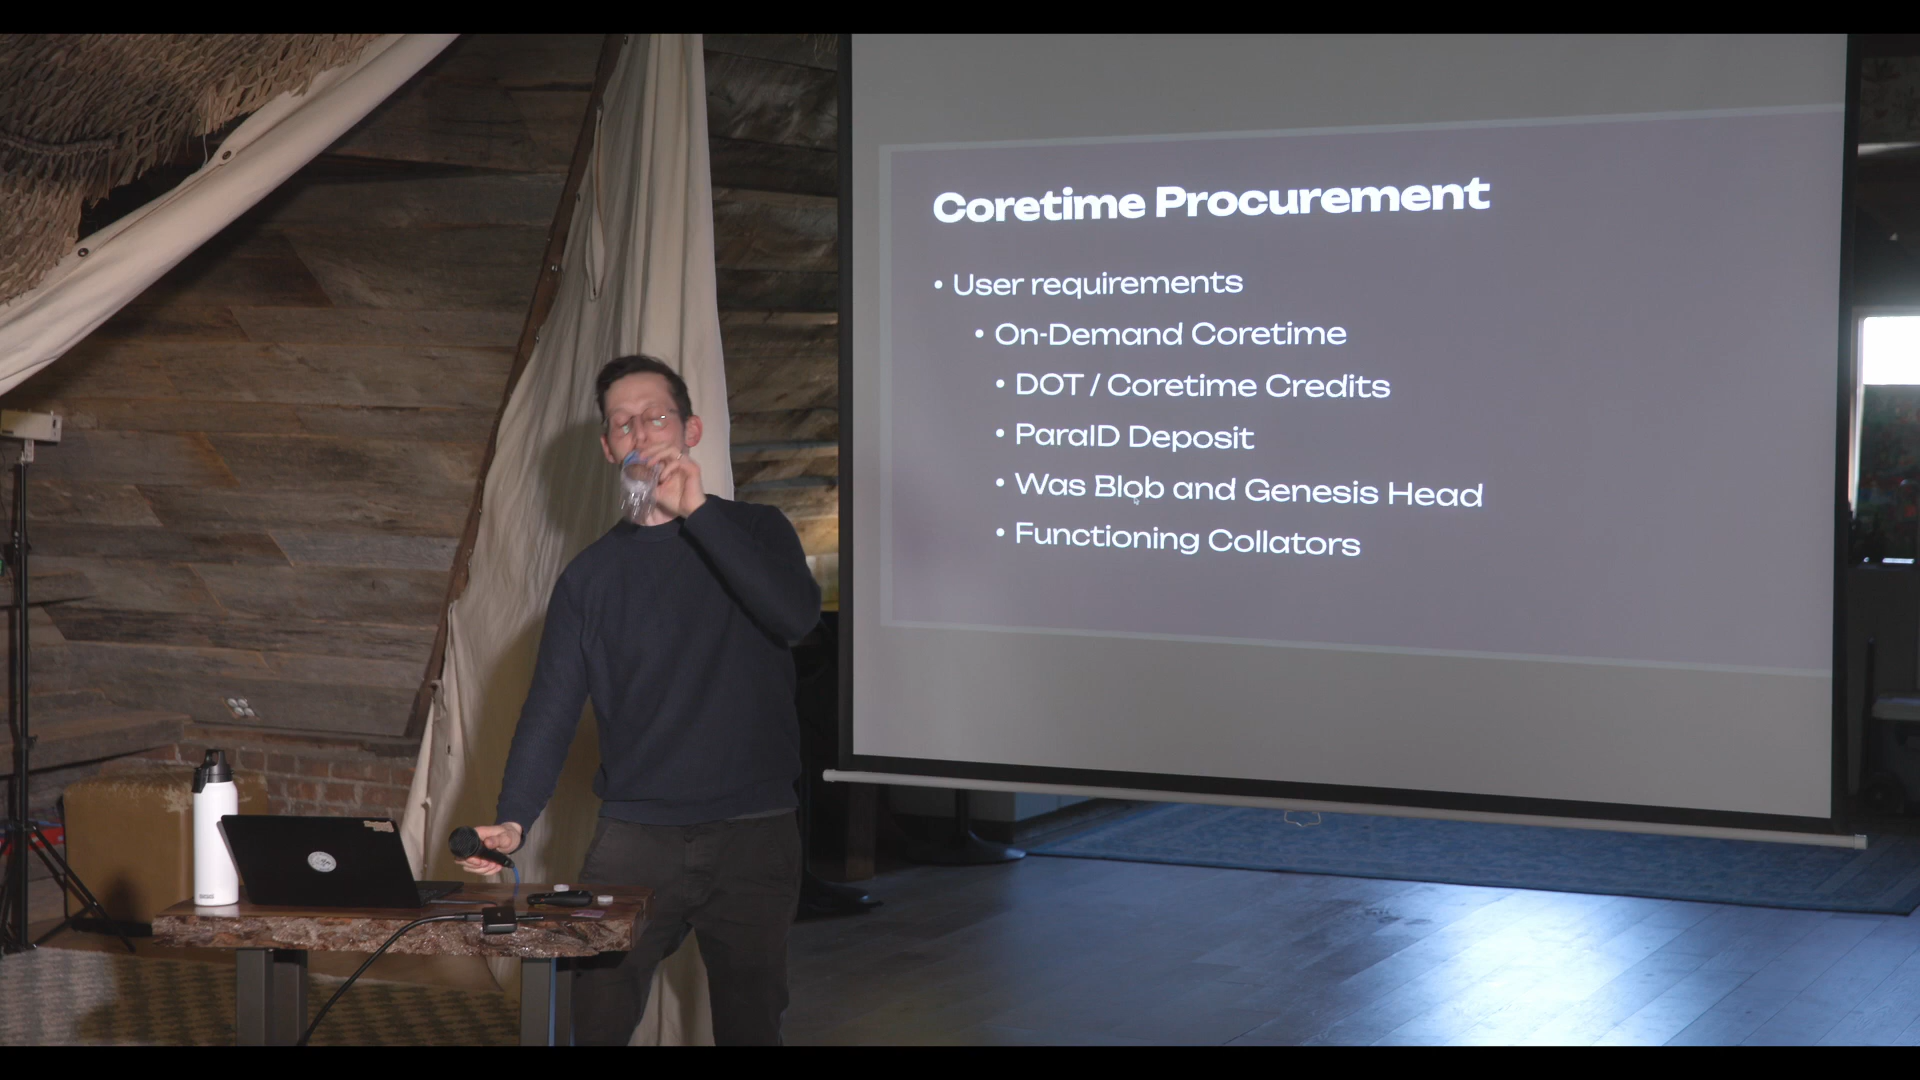 Coretime Procurement
• User requirements
• On-Demand Coretime
• DOT / Coretime Credits
• ParaID Deposit
• Was Blob and Genesis Head
• Functioning Collators